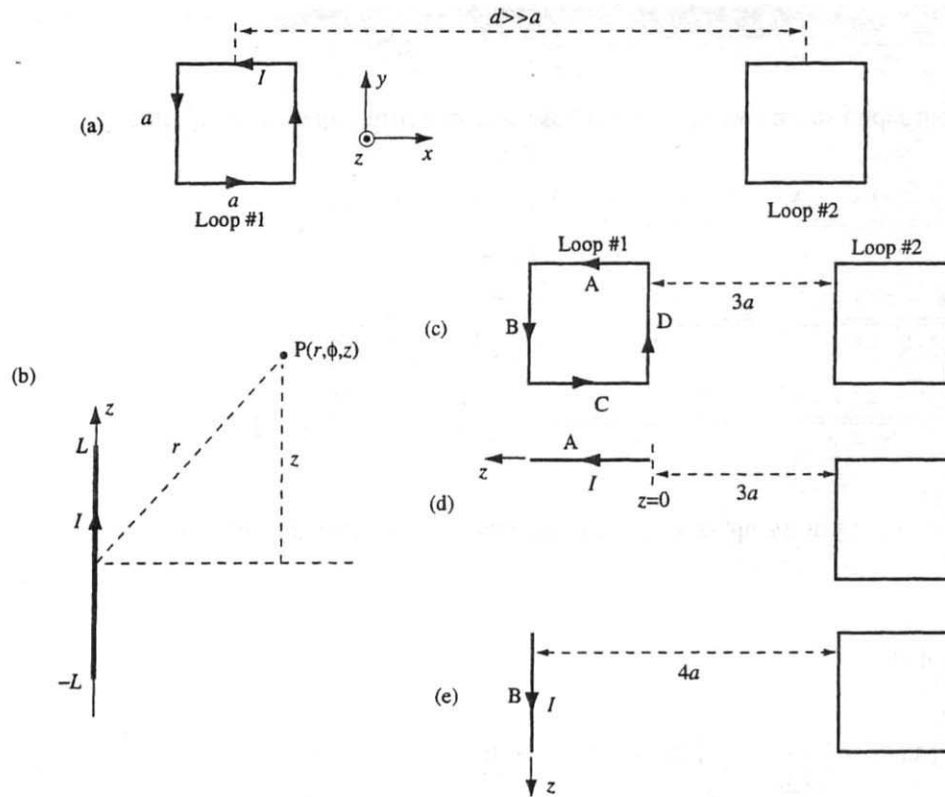 d>>a
I
a
y
(a)
z
x
a
Loop #1
Loop #2
Loop #1
Loop #2
A
3a
(c)
B
D
P(r,ϕ,z)
(b)
C
z
L
r
z
A
z
I
z=0
3a
(d)
I
4a
(e)
B
I
-L
z